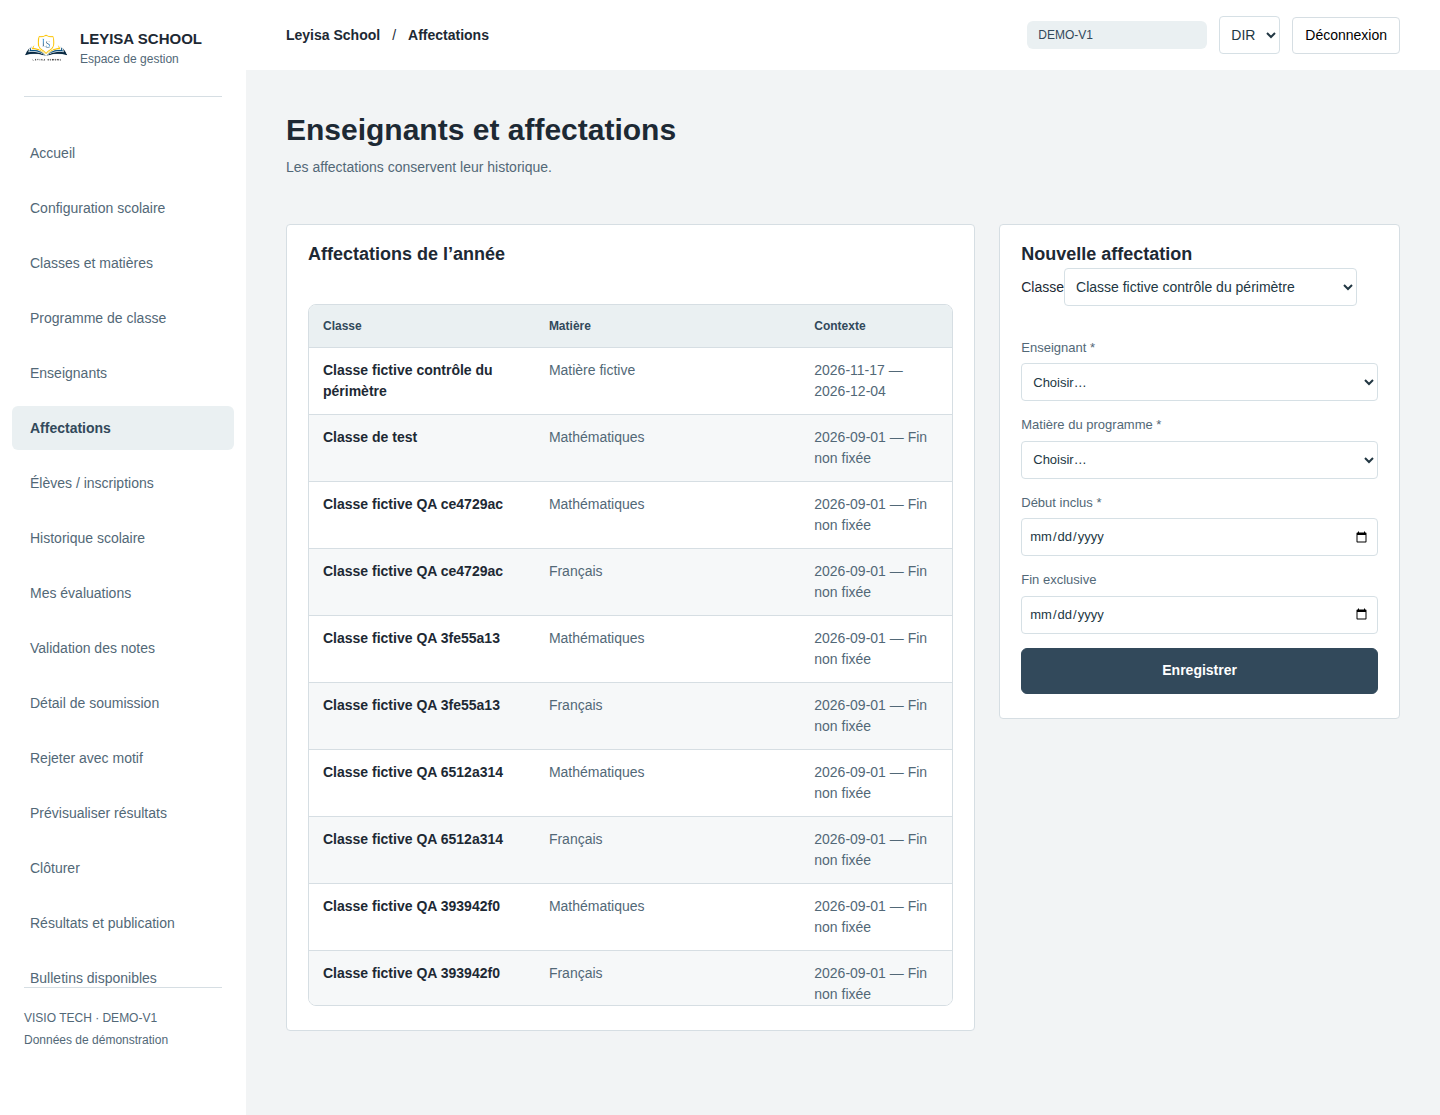 LEYISA SCHOOL
Espace de gestion
Accueil
Configuration scolaire
Classes et matières
Programme de classe
Enseignants
Affectations
Élèves / inscriptions
Historique scolaire
Mes évaluations
Validation des notes
Détail de soumission
Rejeter avec motif
Prévisualiser résultats
Clôturer
Résultats et publication
Bulletins disponibles
VISIO TECH · DEMO-V1
Données de démonstration
Leyisa School / Affectations
DEMO-V1
DIR
Déconnexion
Enseignants et affectations
Les affectations conservent leur historique.
Affectations de l’année
Classe Matière Contexte
Classe fictive contrôle du périmètre Matière fictive 2026-11-17 — 2026-12-04
Classe de test Mathématiques 2026-09-01 — Fin non fixée
Classe fictive QA ce4729ac Mathématiques 2026-09-01 — Fin non fixée
Classe fictive QA ce4729ac Français 2026-09-01 — Fin non fixée
Classe fictive QA 3fe55a13 Mathématiques 2026-09-01 — Fin non fixée
Classe fictive QA 3fe55a13 Français 2026-09-01 — Fin non fixée
Classe fictive QA 6512a314 Mathématiques 2026-09-01 — Fin non fixée
Classe fictive QA 6512a314 Français 2026-09-01 — Fin non fixée
Classe fictive QA 393942f0 Mathématiques 2026-09-01 — Fin non fixée
Classe fictive QA 393942f0 Français 2026-09-01 — Fin non fixée
Nouvelle affectation
Classe Classe fictive contrôle du périmètre
Enseignant *
Choisir…
Matière du programme *
Choisir…
Début inclus *
mm/dd/yyyy
Fin exclusive
mm/dd/yyyy
Enregistrer